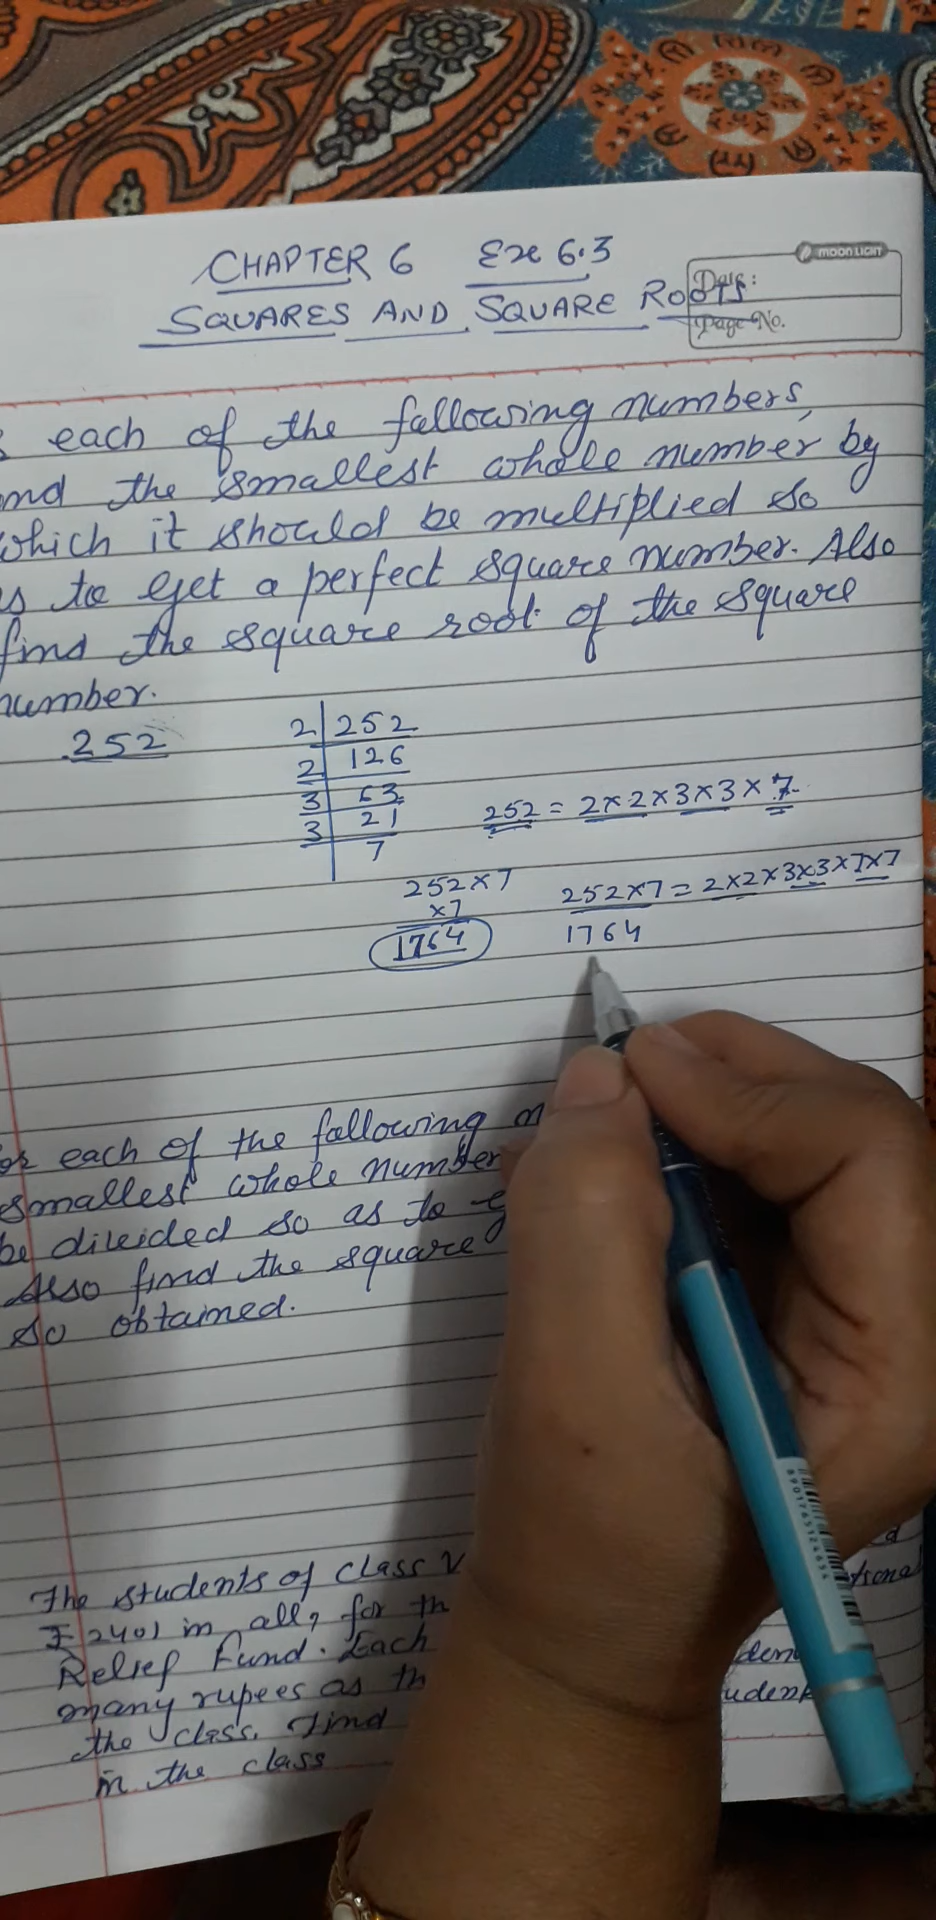 CHAPTER 6 Exe 6.3
SQUARES AND SQUARE ROOTS
MOON LIGHT
Date:
Page No.
each of the following numbers,
the smallest whole number by
which it should be multiplied so
to get a perfect square number. Also
find the square root of the square
number.
252
2 252
2 126
3 63
3 21
7
252 = 2×2×3×3×7
252×7
×7
1764
252×7 = 2×2×3×3×7×7
1764
each of the following
smallest whole number
be divided so as to
Also find the square
so obtained.
The students of class V
₹2401 in all, for th
Relief Fund. Each
many rupees as th
the class. Find
in the class
8901765124654